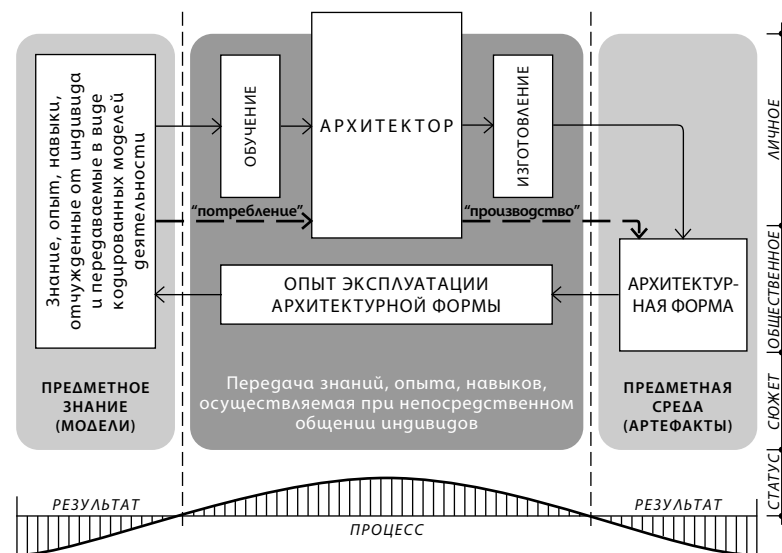 Знание, опыт, навыки,
отчужденные от индивида
и передаваемые в виде
кодированных моделей
деятельности
ПРЕДМЕТНОЕ
ЗНАНИЕ
(МОДЕЛИ)
ОБУЧЕНИЕ
АРХИТЕКТОР
ИЗГОТОВЛЕНИЕ
"потребление"
"производство"
ОПЫТ ЭКСПЛУАТАЦИИ
АРХИТЕКТУРНОЙ ФОРМЫ
Передача знаний, опыта, навыков,
осуществляемая при непосредственном
общении индивидов
АРХИТЕКТУР-
НАЯ ФОРМА
ПРЕДМЕТНАЯ
СРЕДА
(АРТЕФАКТЫ)
ЛИЧНОЕ
ОБЩЕСТВЕННОЕ
СЮЖЕТ
СТАТУС
РЕЗУЛЬТАТ
ПРОЦЕСС
РЕЗУЛЬТАТ